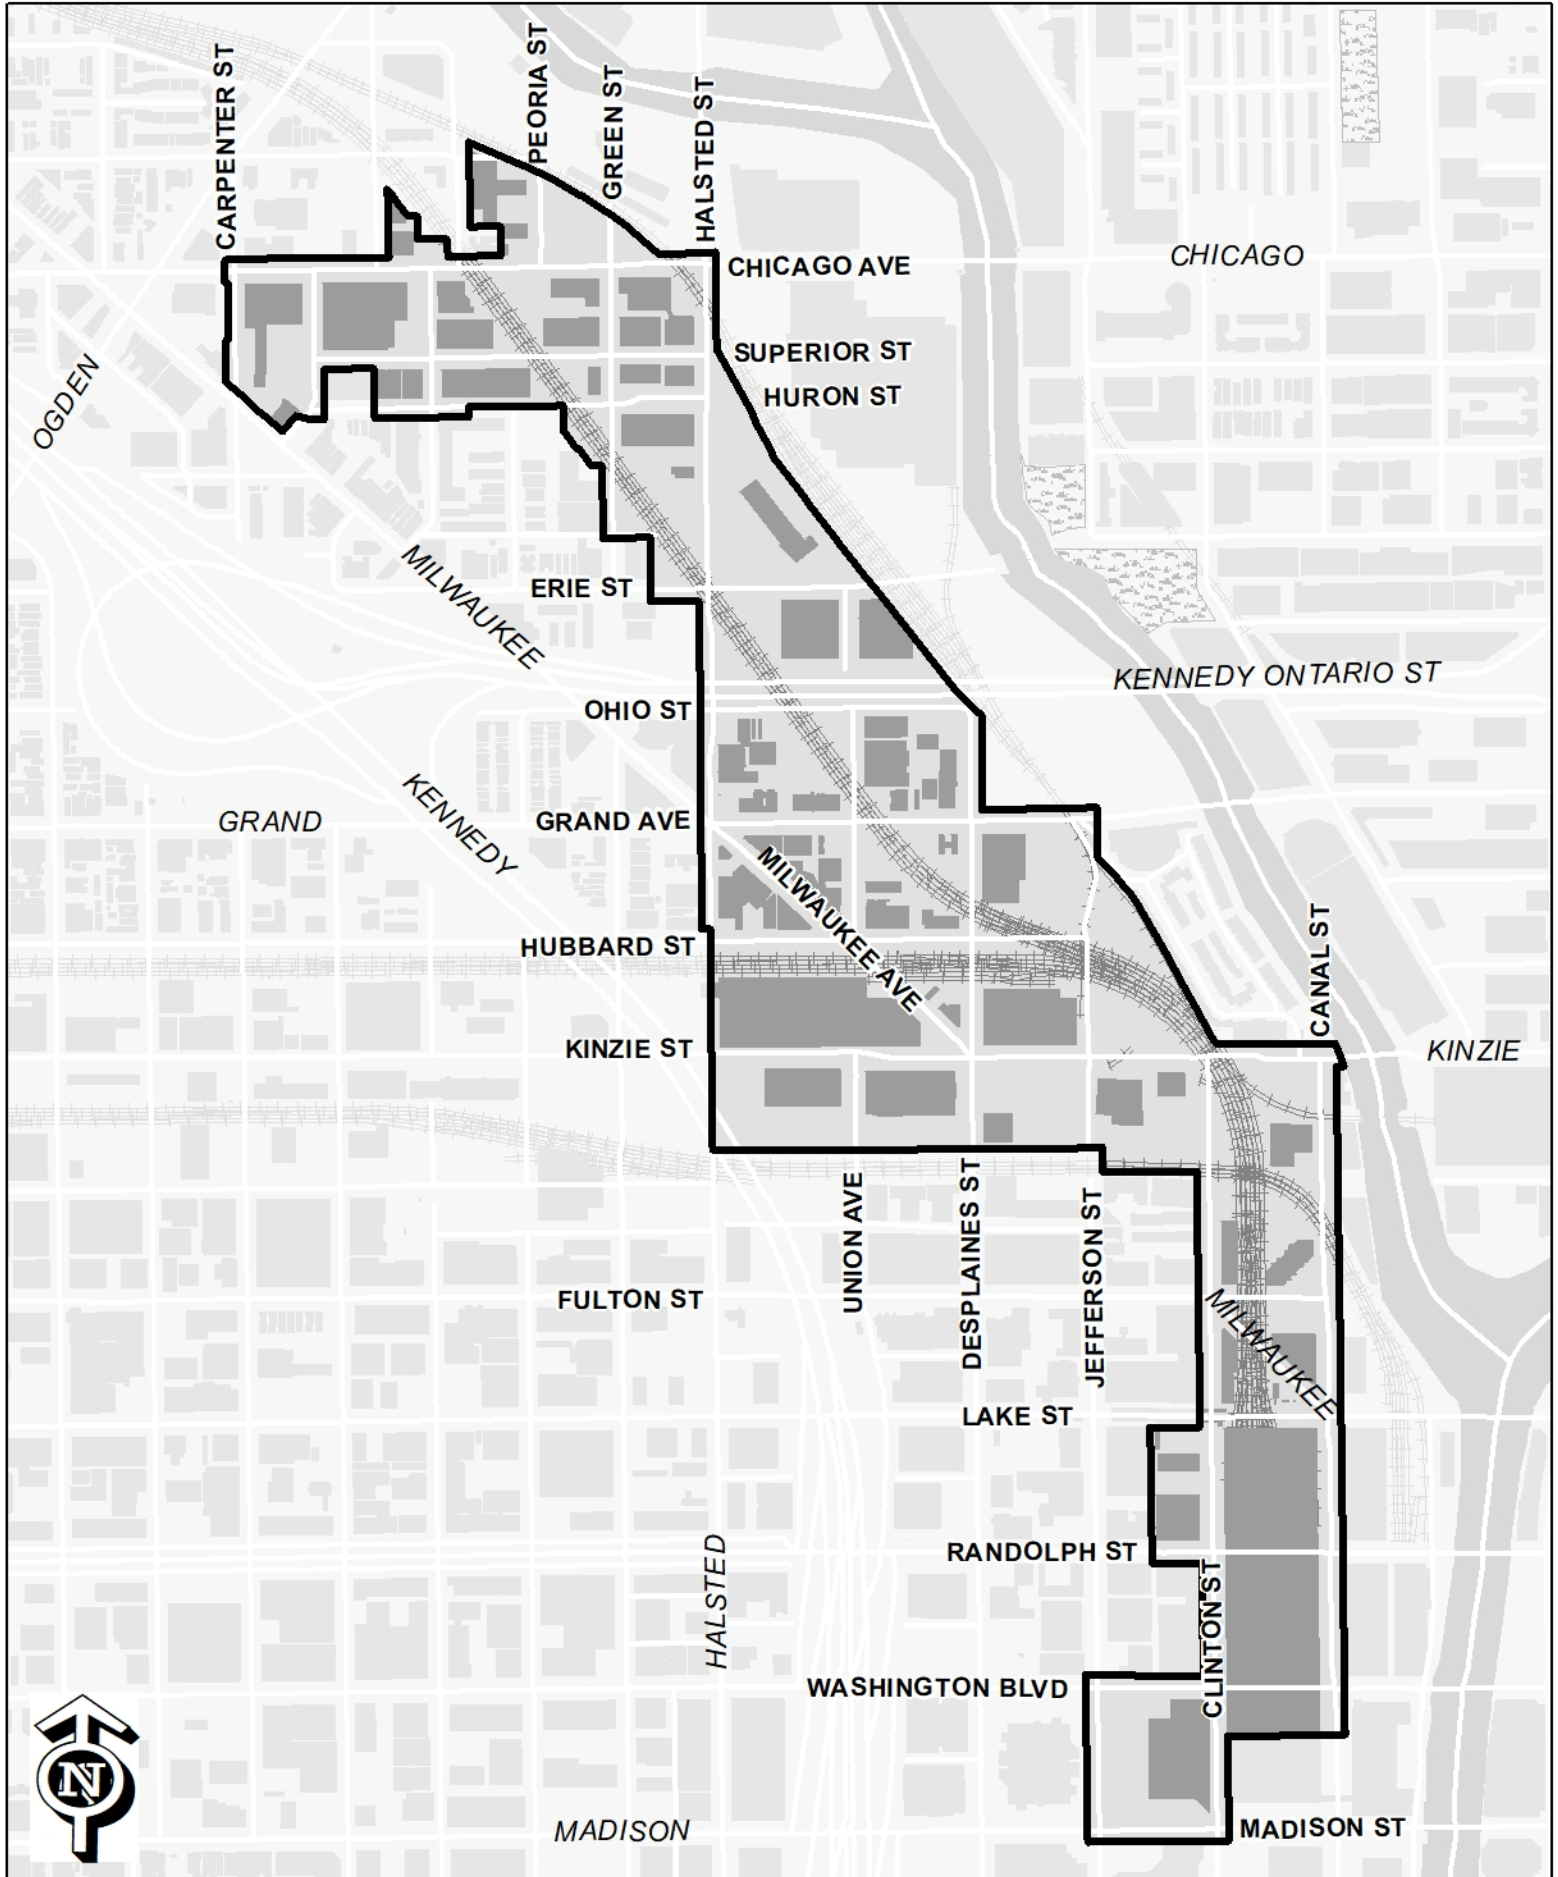 CARPENTER ST
PEORIA ST
GREEN ST
HALSTED ST
CHICAGO AVE
CHICAGO
SUPERIOR ST
HURON ST
OGDEN
MILWAUKEE
ERIE ST
KENNEDY ONTARIO ST
OHIO ST
KENNEDY
GRAND
GRAND AVE
MILWAUKEE AVE
HUBBARD ST
CANAL ST
KINZIE ST
KINZIE
UNION AVE
DESPLAINES ST
JEFFERSON ST
FULTON ST
MILWAUKEE
LAKE ST
RANDOLPH ST
HALSTED
CLINTON ST
WASHINGTON BLVD
N
MADISON
MADISON ST